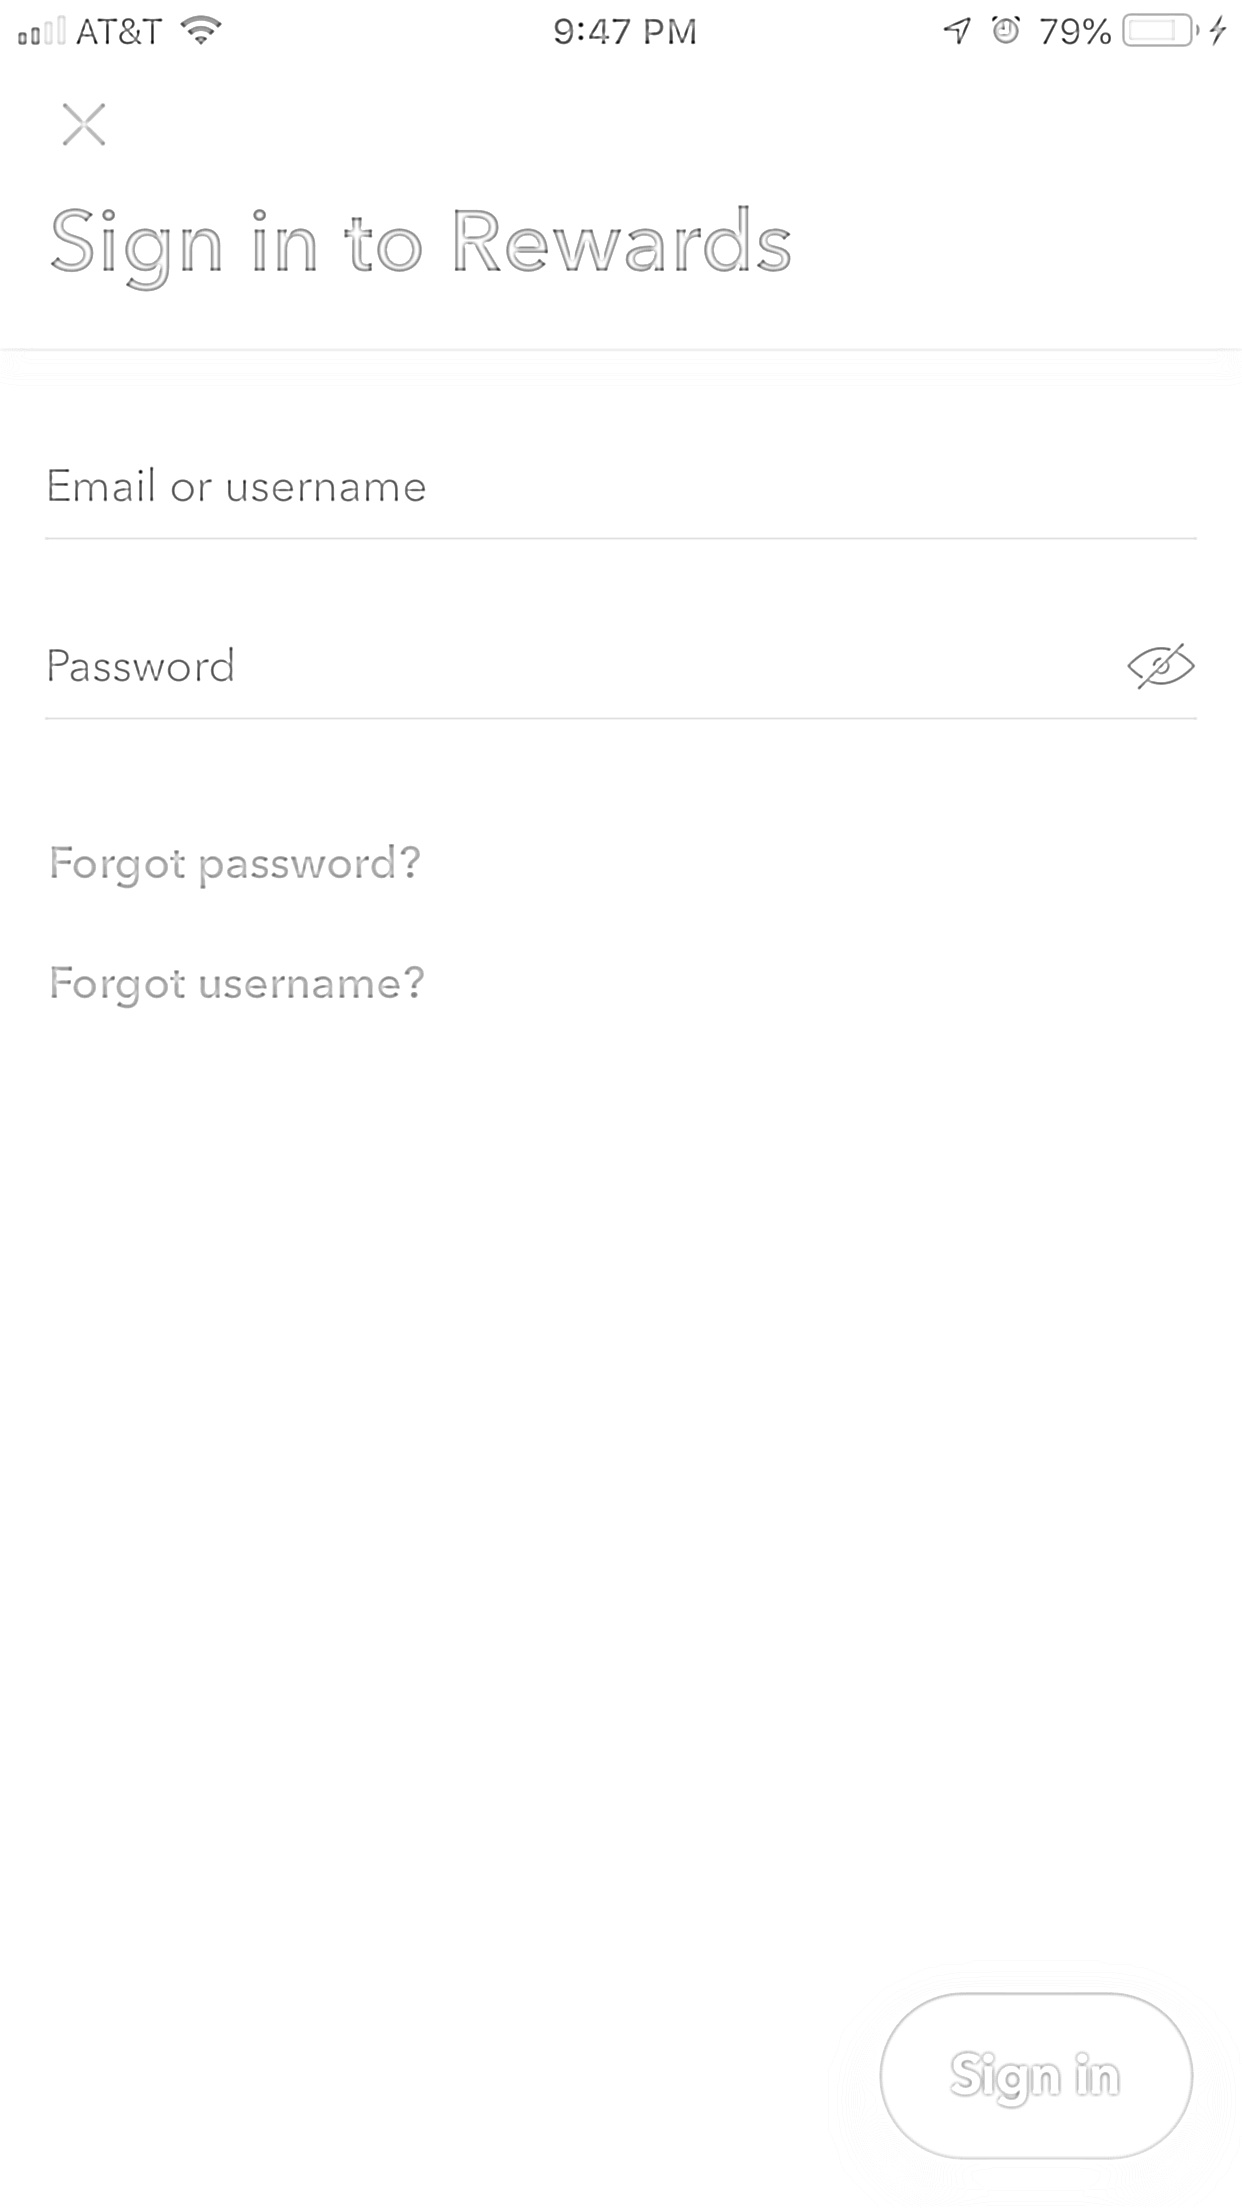 AT&T 9:47 PM 79%
Sign in to Rewards
Email or username
Password
Forgot password?
Forgot username?
Sign in